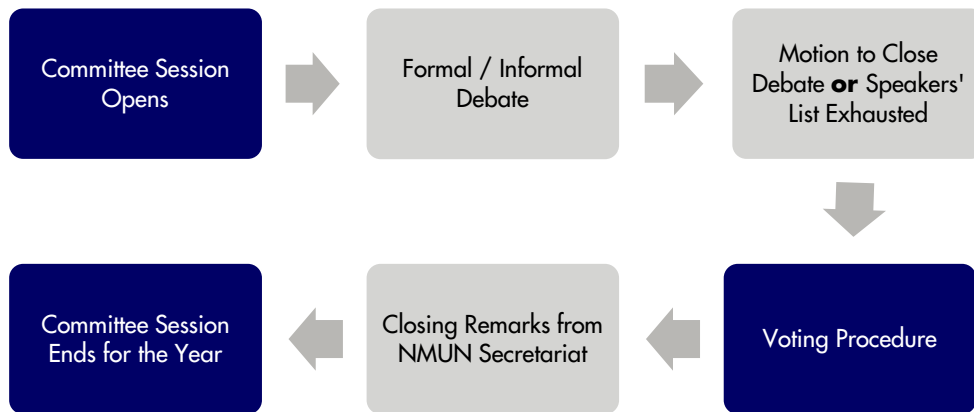 Committee Session
Opens
Formal / Informal
Debate
Motion to Close
Debate or Speakers'
List Exhausted
Voting Procedure
Closing Remarks from
NMUN Secretariat
Committee Session
Ends for the Year